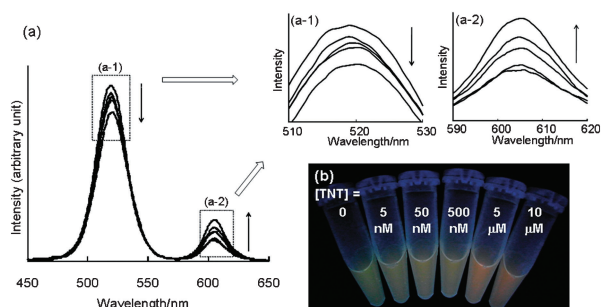 (a)
(a-1)
(a-2)
Intensity (arbitrary unit)
450 500 550 600 650
Wavelength/nm
(a-1)
Intensity
510 520 530
Wavelength/nm
(a-2)
Intensity
590 600 610 620
Wavelength/nm
(b)
[TNT] =
0 5 nM 50 nM 500 nM 5 μM 10 μM